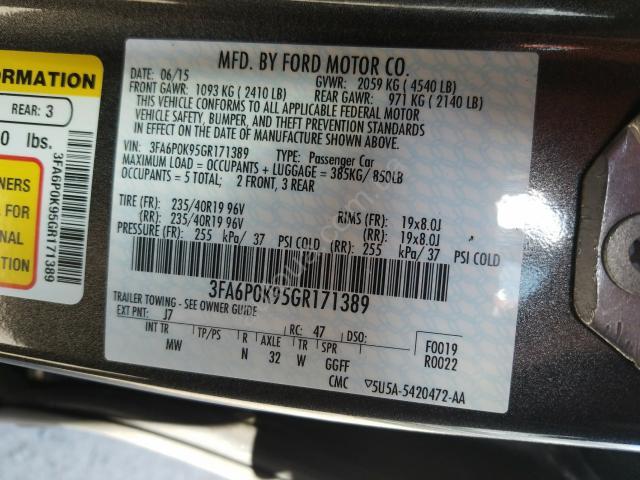 ORMATION
REAR: 3
0 lbs.
NERS
FOR
ONAL
N
3FA6P0K95GR171389
MFD. BY FORD MOTOR CO.
DATE: 06/15 GVWR: 2059 KG ( 4540 LB)
FRONT GAWR: 1093 KG ( 2410 LB) REAR GAWR: 971 KG ( 2140 LB)
THIS VEHICLE CONFORMS TO ALL APPLICABLE FEDERAL MOTOR
VEHICLE SAFETY, BUMPER, AND THEFT PREVENTION STANDARDS
IN EFFECT ON THE DATE OF MANUFACTURE SHOWN ABOVE.
VIN: 3FA6P0K95GR171389 TYPE: Passenger Car
MAXIMUM LOAD = OCCUPANTS + LUGGAGE = 385KG/ 850LB
OCCUPANTS = 5 TOTAL; 2 FRONT, 3 REAR
TIRE (FR): 235/40R19 96V RIMS (FR): 19x8.0J
(RR): 235/40R19 96V (RR): 19x8.0J
PRESSURE (FR): 255 kPa/ 37 PSI COLD (RR): 255 kPa/ 37 PSI COLD
3FA6P0K95GR171389
TRAILER TOWING - SEE OWNER GUIDE
EXT PNT: J7 RC: 47 DSO: F0019
INT TR TP/PS R AXLE TR SPR R0022
MW N 32 W GGFF
CMC 5U5A-5420472-AA